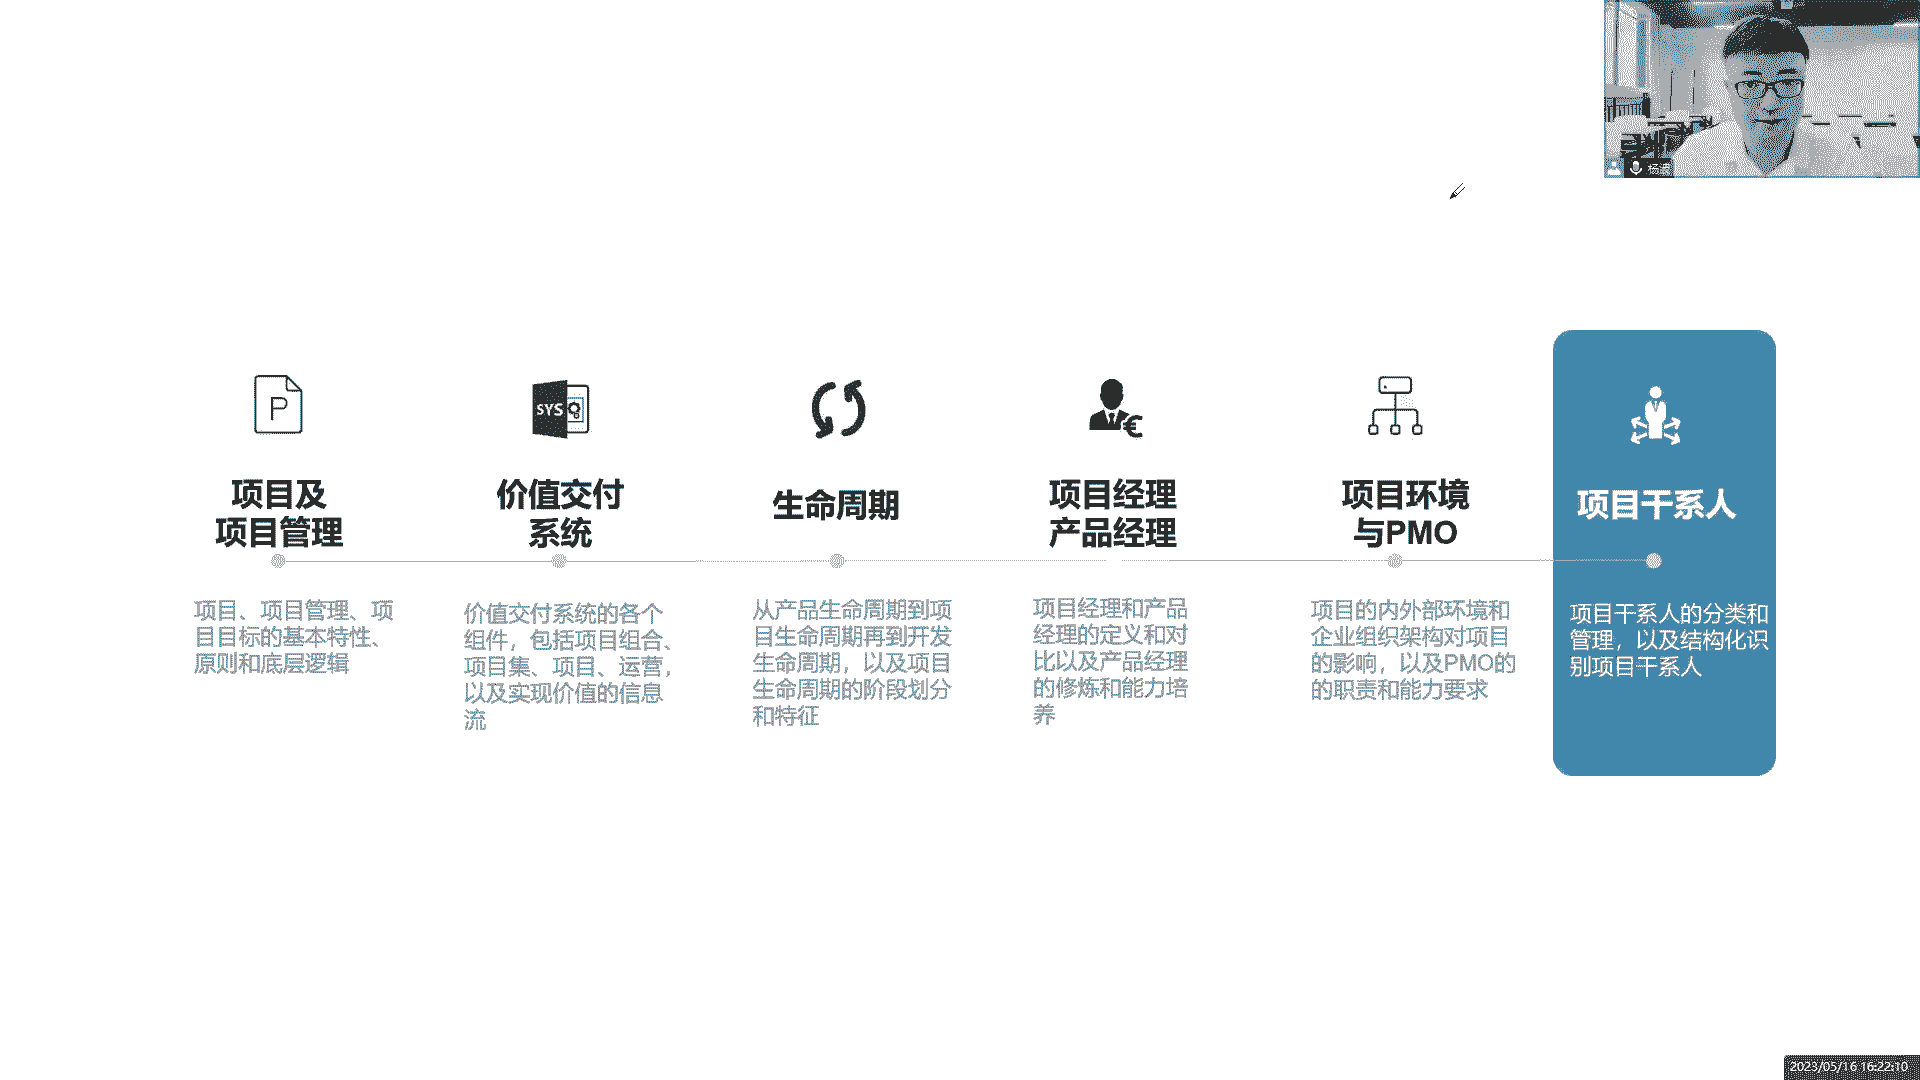 杨
P
SYS
€
项目及
项目管理
项目、项目管理、项
目目标的基本特性、
原则和底层逻辑
价值交付
系统
价值交付系统的各个
组件，包括项目组合、
项目集、项目、运营，
以及实现价值的信息
流
生命周期
从产品生命周期到项
目生命周期再到开发
生命周期，以及项目
生命周期的阶段划分
和特征
项目经理
产品经理
项目经理和产品
经理的定义和对
比以及产品经理
的修炼和能力培
养
项目环境
与PMO
项目的内外部环境和
企业组织架构对项目
的影响，以及PMO的
的职责和能力要求
项目干系人
项目干系人的分类和
管理，以及结构化识
别项目干系人
2023/05/16 16:22:10